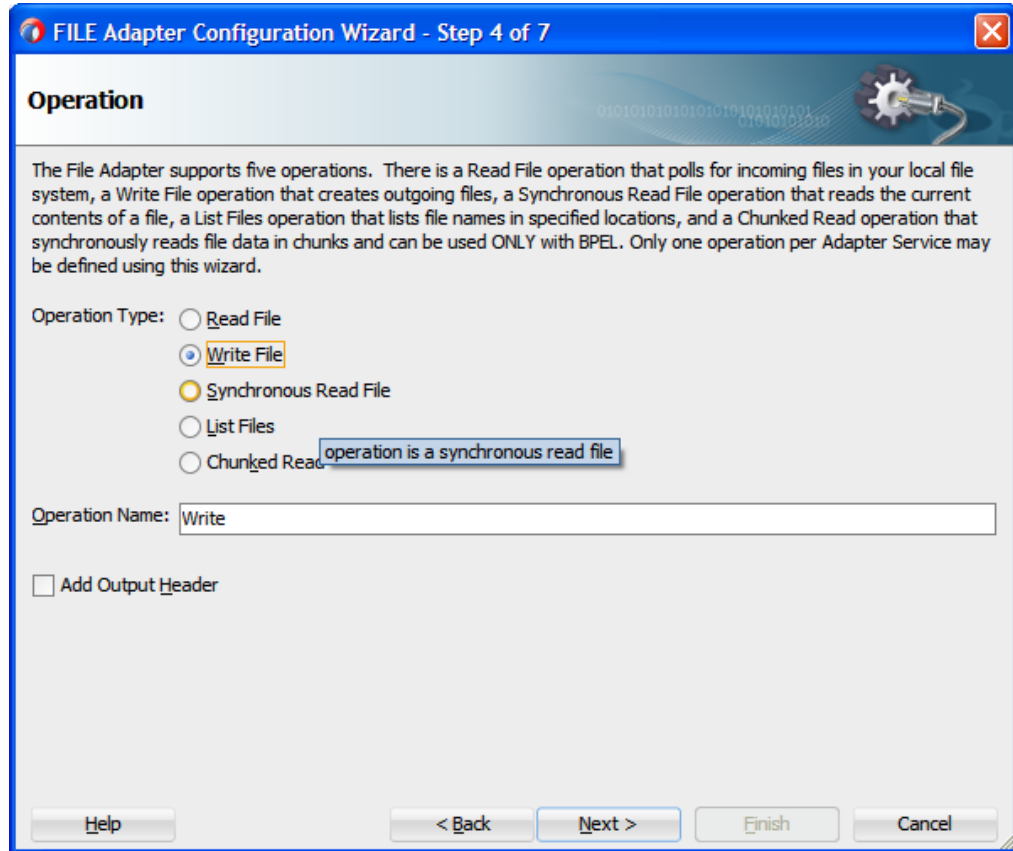 FILE Adapter Configuration Wizard - Step 4 of 7
Operation
The File Adapter supports five operations. There is a Read File operation that polls for incoming files in your local file
system, a Write File operation that creates outgoing files, a Synchronous Read File operation that reads the current
contents of a file, a List Files operation that lists file names in specified locations, and a Chunked Read operation that
synchronously reads file data in chunks and can be used ONLY with BPEL. Only one operation per Adapter Service may
be defined using this wizard.
Operation Type: Read File
Write File
Synchronous Read File
List Files
operation is a synchronous read file
Chunked Read
Operation Name: Write
Add Output Header
Help < Back Next > Finish Cancel